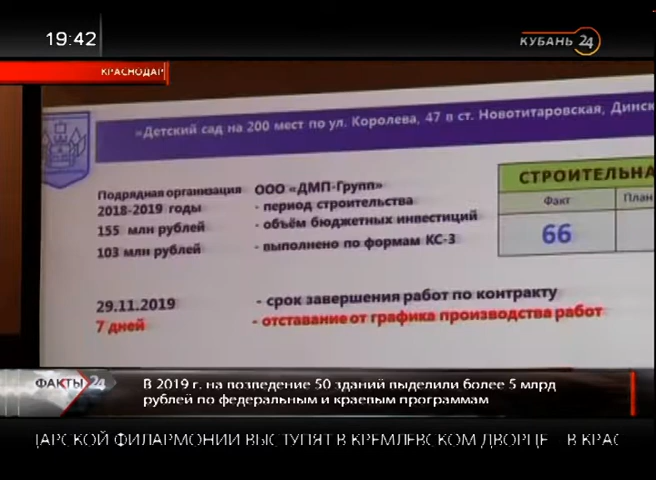 19:42
КУБАНЬ 24
КРАСНОДАР
«Детский сад на 200 мест по ул. Королева, 47 в ст. Новотитаровская, Динск
Подрядная организация ООО «ДМП-Групп»
2018-2019 годы - период строительства
155 млн рублей - объём бюджетных инвестиций
103 млн рублей - выполнено по формам КС-3
СТРОИТЕЛЬНА
Факт План
66
29.11.2019 - срок завершения работ по контракту
7 дней - отставание от графика производства работ
ФАКТЫ 24
В 2019 г. на возведение 50 зданий выделили более 5 млрд
рублей по федеральным и краевым программам
ДАРСКОЙ ФИЛАРМОНИИ ВЫСТУПЯТ В КРЕМЛЕВСКОМ ДВОРЦЕ В КРАС